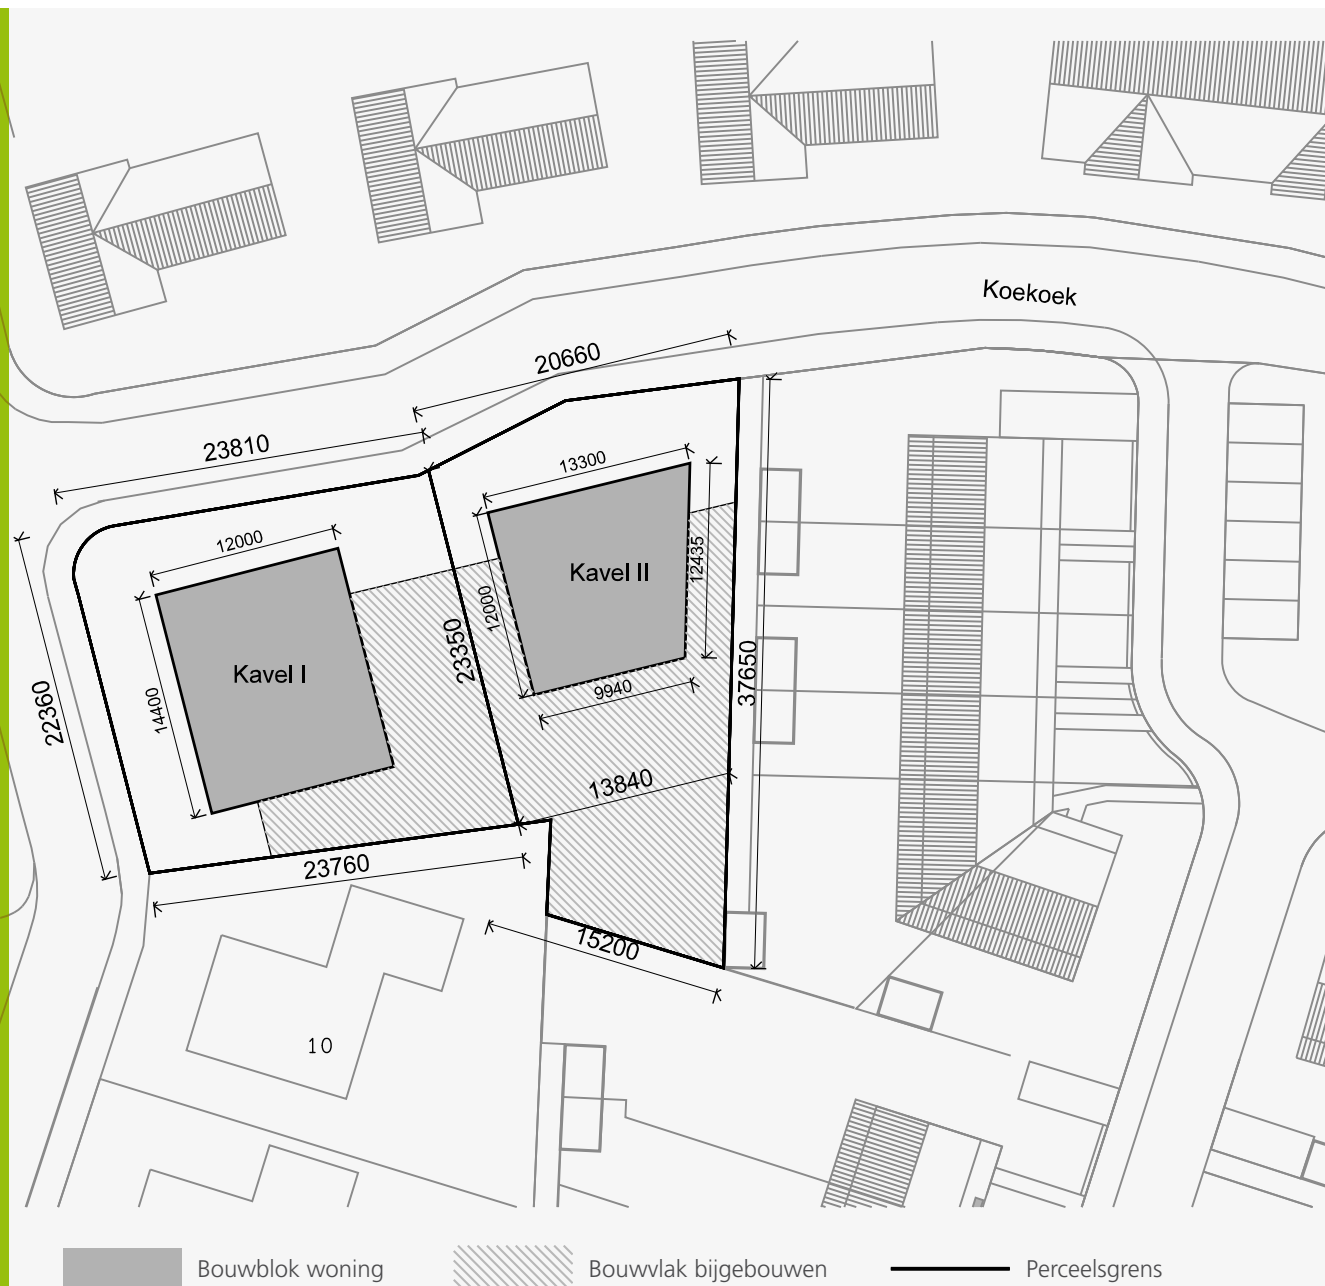 Koekoek
20660
23810
13300
12000
12435
Kavel II
12000
23350
Kavel I
37650
14400
22360
9940
13840
23760
15200
10
Bouwblok woning
Bouwvlak bijgebouwen
Perceelsgrens